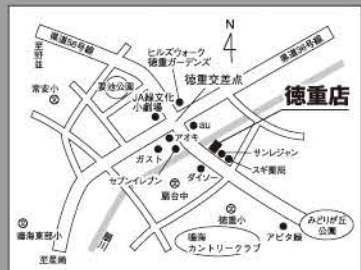 N
県道56号線
至野並
ヒルズウォーク
徳重ガーデンズ
県道36号線
徳重交差点
要池公園
常安小
JA緑文化
小劇場
徳重店
au
アオキ
サンレジャン
ガスト
スギ薬局
セブンイレブン
ダイソー
扇台中
徳重小
みどりが丘
公園
鳴海東部小
扇川
鳴海
カントリークラブ
アピタ緑
至星崎